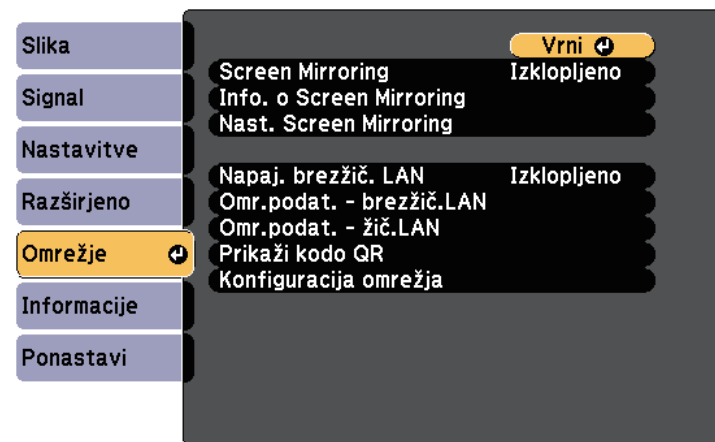 Slika
Signal
Nastavitve
Razširjeno
Omrežje
Informacije
Ponastavi
Vrni
Screen Mirroring Izklopljeno
Info. o Screen Mirroring
Nast. Screen Mirroring
Napaj. brezžič. LAN Izklopljeno
Omr.podat. - brezžič.LAN
Omr.podat. - žič.LAN
Prikaži kodo QR
Konfiguracija omrežja